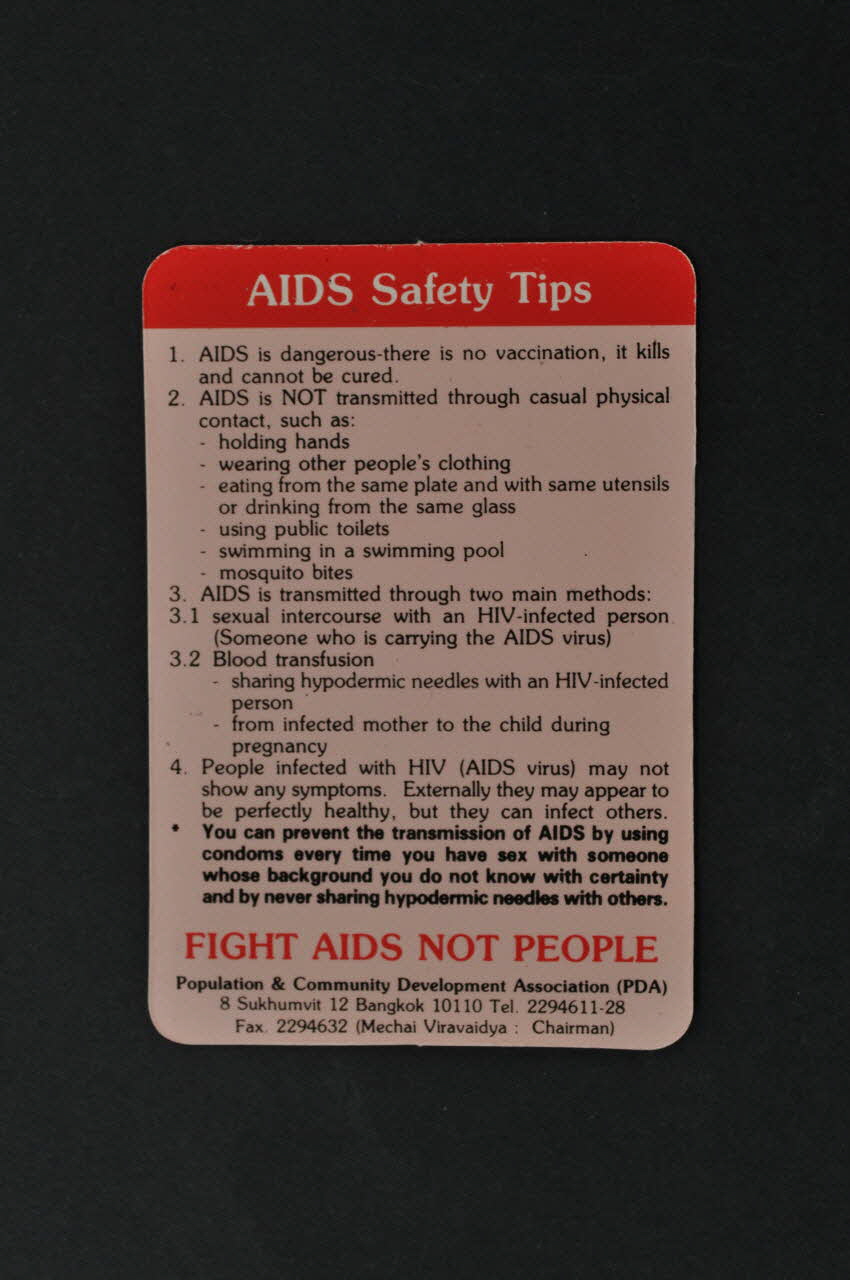 AIDS Safety Tips
1. AIDS is dangerous-there is no vaccination, it kills
and cannot be cured.
2. AIDS is NOT transmitted through casual physical
contact, such as:
- holding hands
- wearing other people's clothing
- eating from the same plate and with same utensils
or drinking from the same glass
- using public toilets
- swimming in a swimming pool
- mosquito bites
3. AIDS is transmitted through two main methods:
3.1 sexual intercourse with an HIV-infected person
(Someone who is carrying the AIDS virus)
3.2 Blood transfusion
- sharing hypodermic needles with an HIV-infected
person
- from infected mother to the child during
pregnancy
4. People infected with HIV (AIDS virus) may not
show any symptoms. Externally they may appear to
be perfectly healthy, but they can infect others.
* You can prevent the transmission of AIDS by using
condoms every time you have sex with someone
whose background you do not know with certainty
and by never sharing hypodermic needles with others.
FIGHT AIDS NOT PEOPLE
Population & Community Development Association (PDA)
8 Sukhumvit 12 Bangkok 10110 Tel. 2294611-28
Fax. 2294632 (Mechai Viravaidya : Chairman)